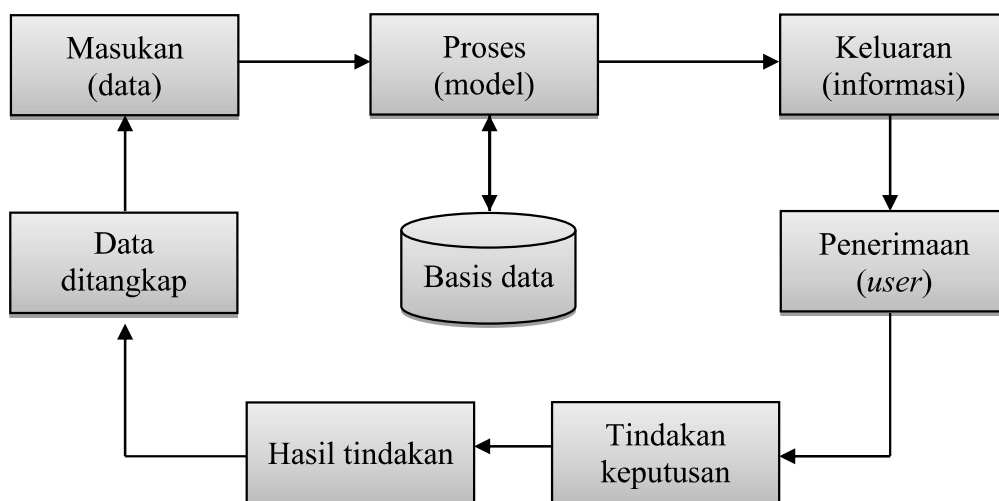 Masukan
(data)
Proses
(model)
Keluaran
(informasi)
Data
ditangkap
Basis data
Penerimaan
(user)
Hasil tindakan
Tindakan
keputusan